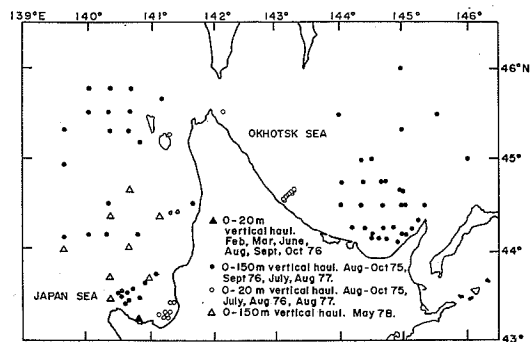 139°E 140° 141° 142° 143° 144° 145° 146°
46°N
OKHOTSK SEA
45°
▲ 0-20m
vertical haul.
Feb, Mar, June,
Aug, Sept, Oct 76
44°
● 0-150m vertical haul. Aug-Oct 75,
Sept 76, July, Aug 77.
○ 0-20 m vertical haul. Aug-Oct 75,
July, Aug 76, Aug 77.
JAPAN SEA
△ 0-150m vertical haul. May 78.
43°